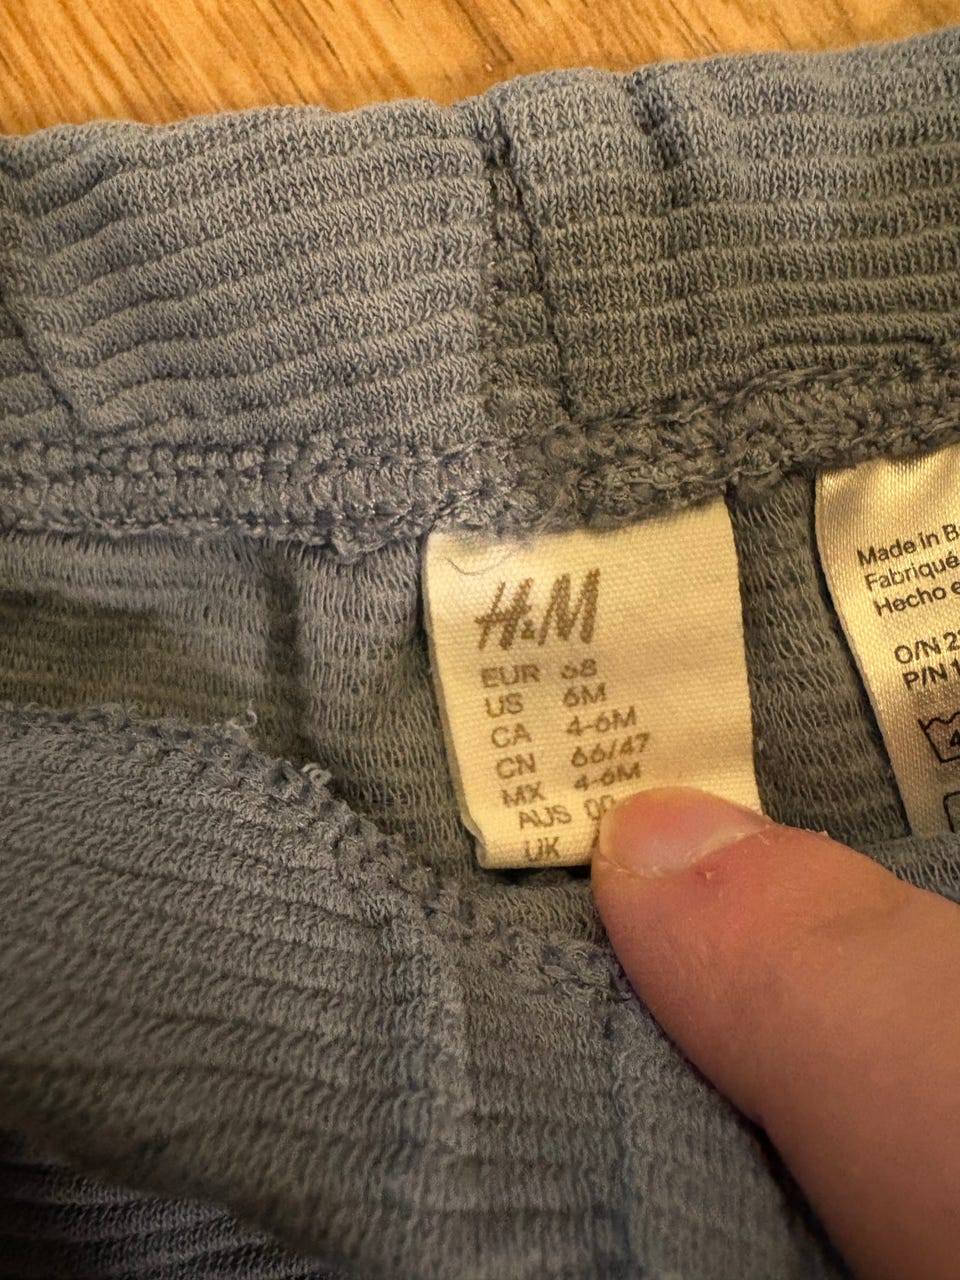 H&M
EUR 68
US 6M
CA 4-6M
CN 66/47
MX 4-6M
AUS
UK
Made in
Fabriqué
Hecho
O/N
P/N